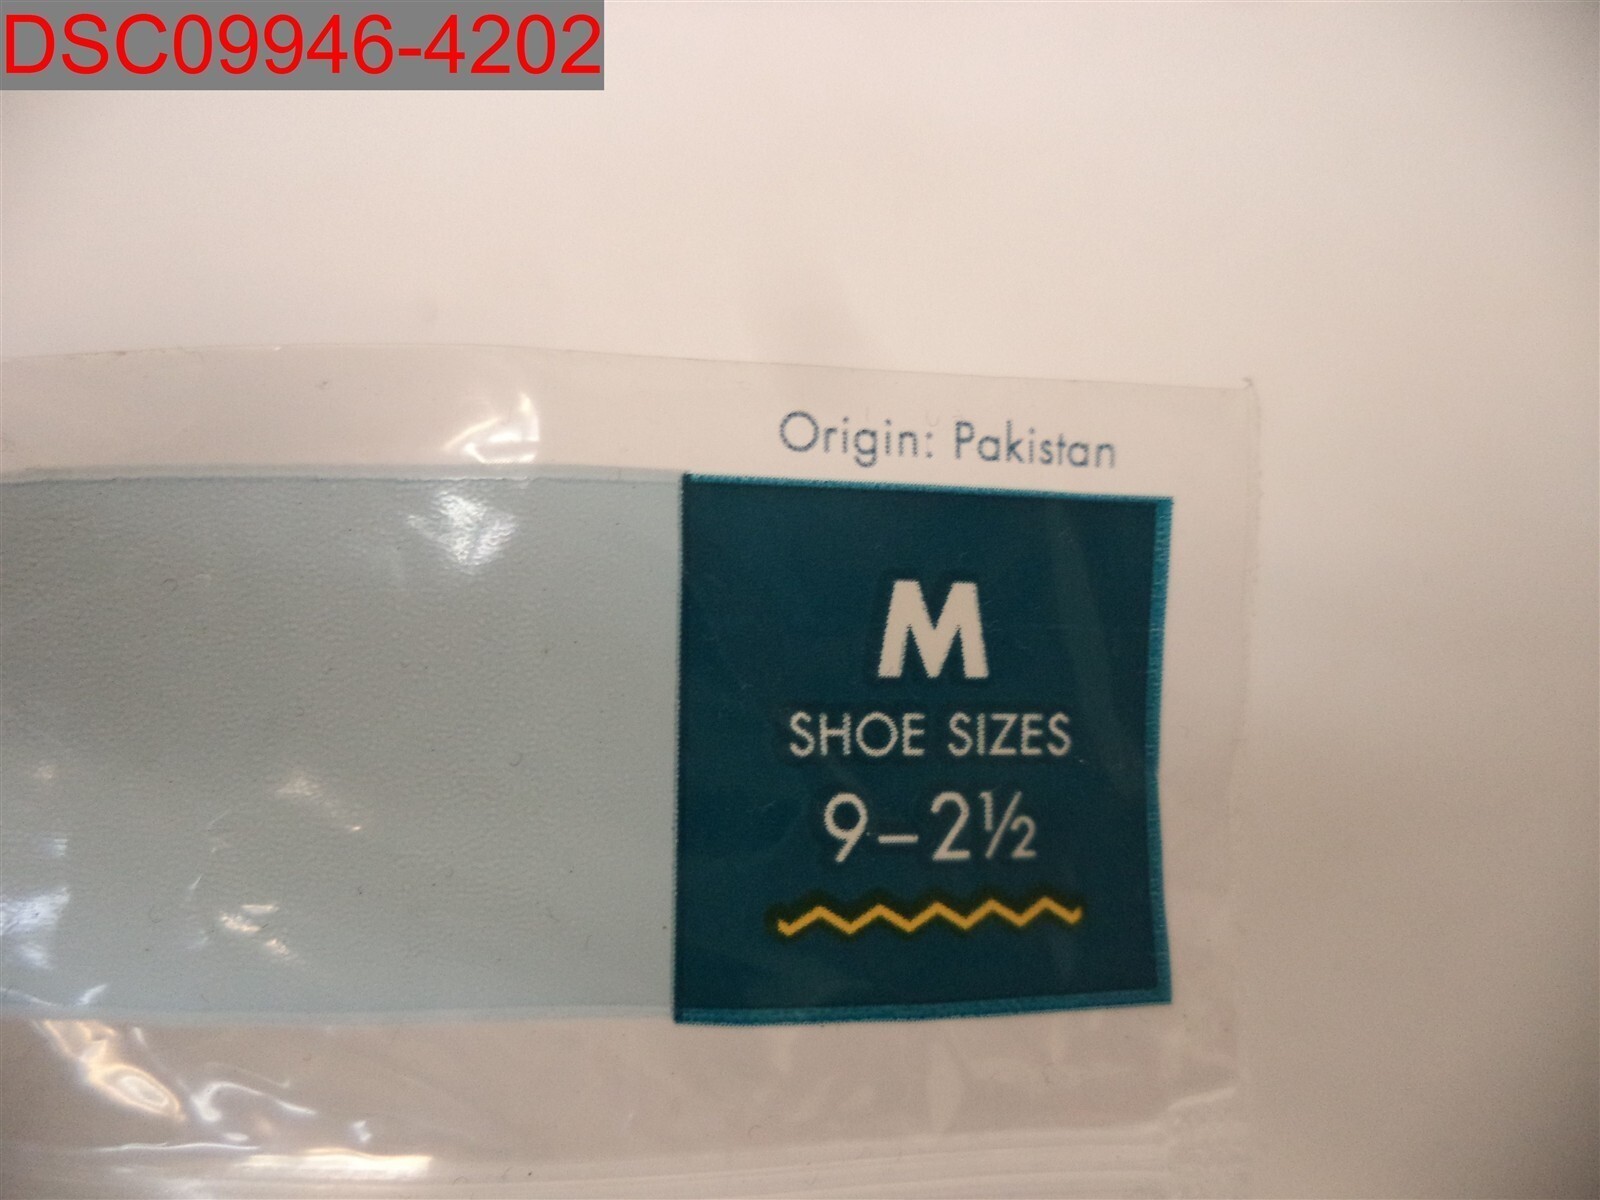 DSC09946-4202
Origin: Pakistan
M
SHOE SIZES
9–2½